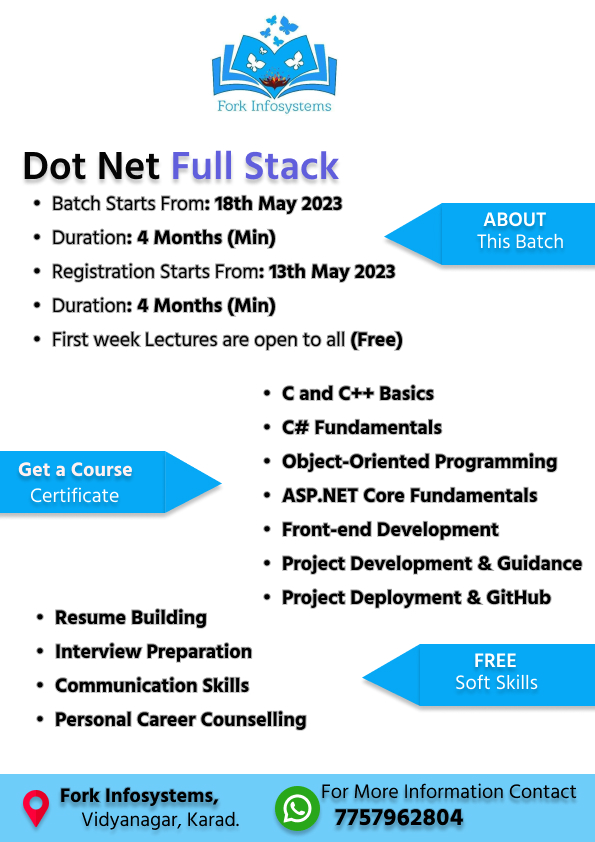 Fork Infosystems
Dot Net Full Stack
• Batch Starts From: 18th May 2023
• Duration: 4 Months (Min)
• Registration Starts From: 13th May 2023
• Duration: 4 Months (Min)
• First week Lectures are open to all (Free)
ABOUT
This Batch
• C and C++ Basics
• C# Fundamentals
• Object-Oriented Programming
• ASP.NET Core Fundamentals
• Front-end Development
• Project Development & Guidance
• Project Deployment & GitHub
Get a Course
Certificate
• Resume Building
• Interview Preparation
• Communication Skills
• Personal Career Counselling
FREE
Soft Skills
Fork Infosystems,
Vidyanagar, Karad.
For More Information Contact
7757962804